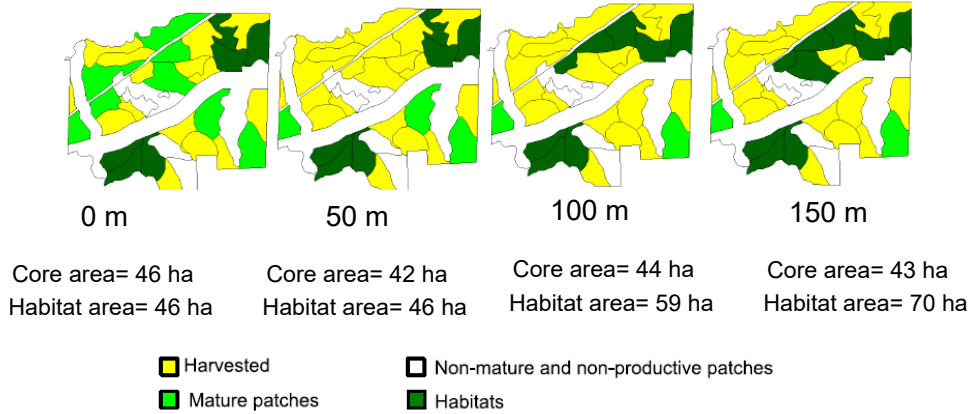 0 m
50 m
100 m
150 m
Core area= 46 ha
Habitat area= 46 ha
Core area= 42 ha
Habitat area= 46 ha
Core area= 44 ha
Habitat area= 59 ha
Core area= 43 ha
Habitat area= 70 ha
Harvested
Non-mature and non-productive patches
Mature patches
Habitats